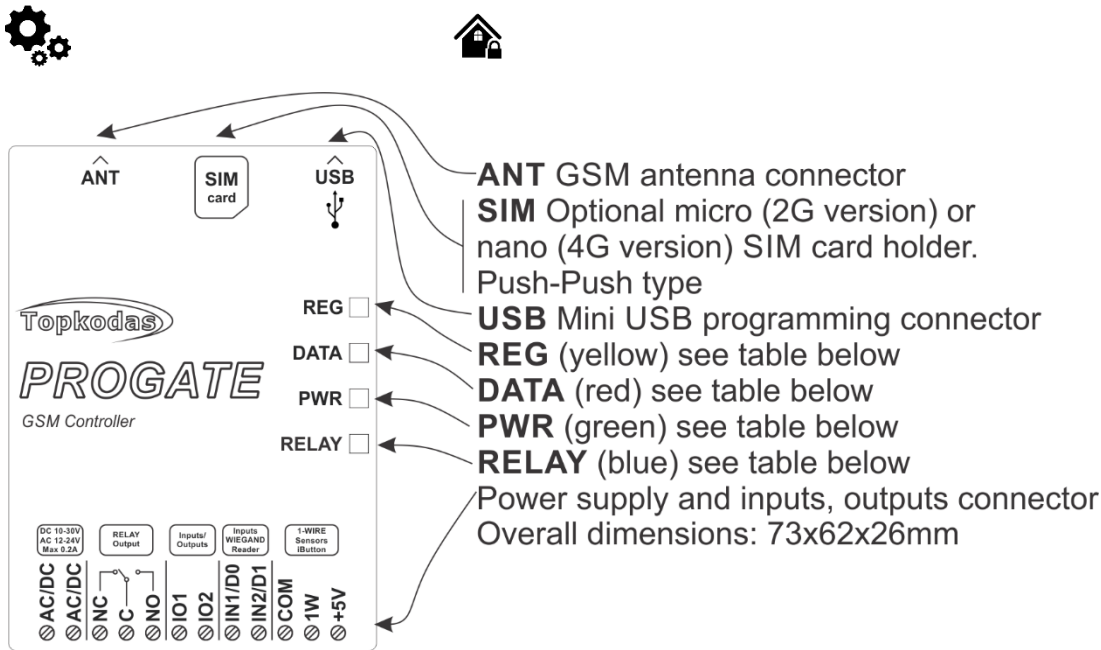 ANT
SIM
card
USB
REG
DATA
PWR
RELAY
Topkodas
PROGATE
GSM Controller
DC 10-30V
AC 12-24V
Max 0.2A
RELAY
Output
Inputs/
Outputs
Inputs
WIEGAND
Reader
1-WIRE
Sensors
iButton
AC/DC
AC/DC
NC
C
NO
IO1
IO2
IN1/D0
IN2/D1
COM
1W
+5V
ANT GSM antenna connector
SIM Optional micro (2G version) or
nano (4G version) SIM card holder.
Push-Push type
USB Mini USB programming connector
REG (yellow) see table below
DATA (red) see table below
PWR (green) see table below
RELAY (blue) see table below
Power supply and inputs, outputs connector
Overall dimensions: 73x62x26mm